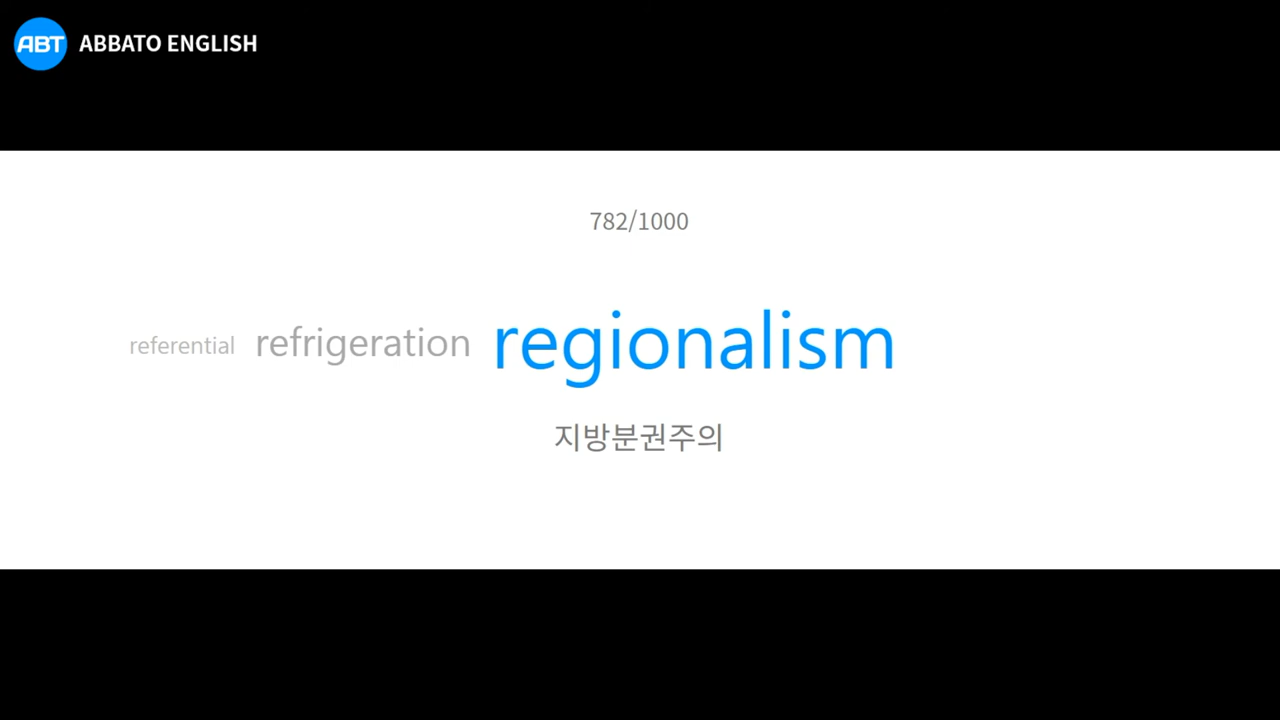 ABT ABBATO ENGLISH
782/1000
referential refrigeration regionalism
지방분권주의